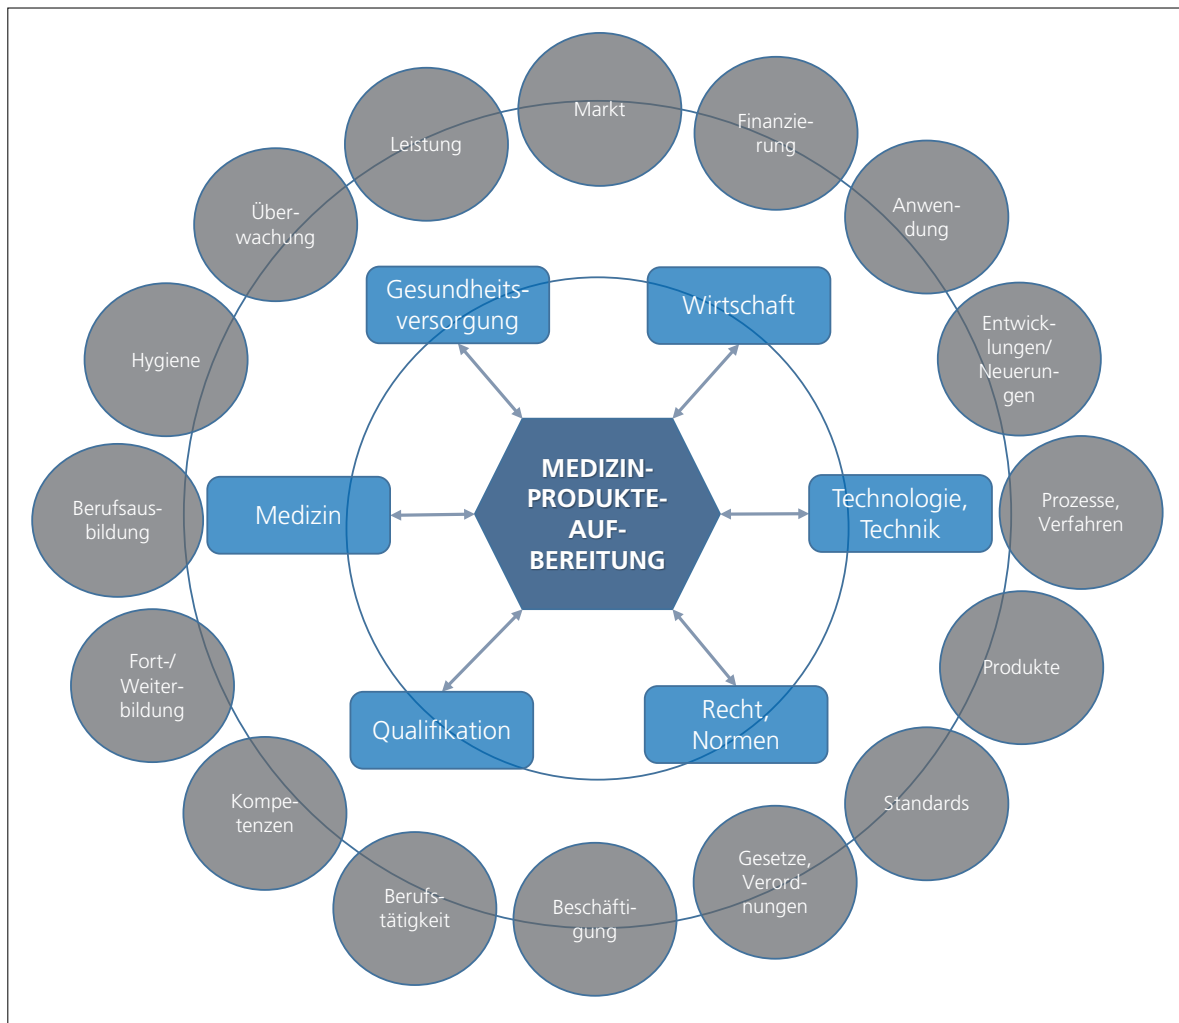 Markt
Finanzie-
rung
Leistung
Anwen-
dung
Über-
wachung
Gesundheits-
versorgung
Wirtschaft
Entwick-
lungen/
Neuerun-
gen
Hygiene
MEDIZIN-
PRODUKTE-
AUF-
BEREITUNG
Berufsaus-
bildung
Medizin
Technologie,
Technik
Prozesse,
Verfahren
Fort-/
Weiter-
bildung
Produkte
Qualifikation
Recht,
Normen
Kompe-
tenzen
Standards
Berufs-
tätigkeit
Beschäfti-
gung
Gesetze,
Verord-
nungen